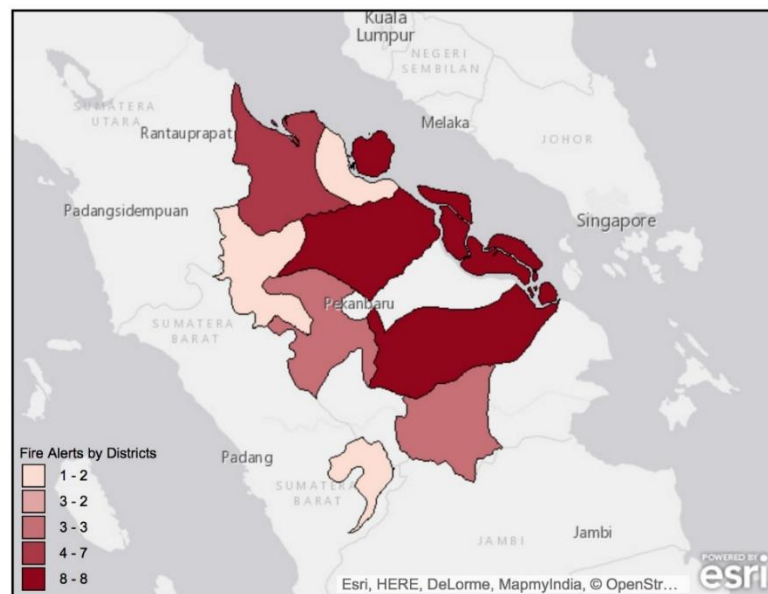 Kuala
Lumpur
NEGERI
SEMBILAN
SUMATERA
UTARA
Rantauprapat
Melaka
JOHOR
Padangsidempuan
Singapore
Pekanbaru
SUMATERA
BARAT
Fire Alerts by Districts
1 - 2
3 - 2
3 - 3
4 - 7
8 - 8
Padang
SUMATERA
BARAT
JAMBI
Jambi
Esri, HERE, DeLorme, MapmyIndia, © OpenStr...
POWERED BY
esri